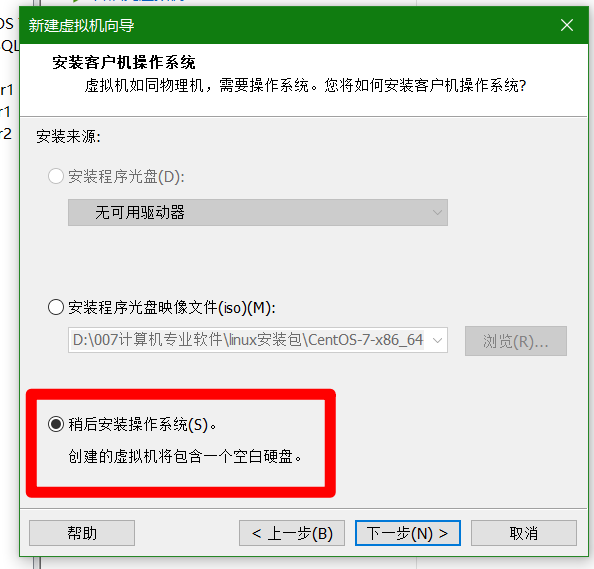 OS
新建虚拟机向导
QL
安装客户机操作系统
虚拟机如同物理机，需要操作系统。您将如何安装客户机操作系统?
r1
r1
r2
安装来源:
安装程序光盘(D):
无可用驱动器
安装程序光盘映像文件(iso)(M):
D:\007计算机专业软件\linux安装包\CentOS-7-x86_64
浏览(R)...
稍后安装操作系统(S)。
创建的虚拟机将包含一个空白硬盘。
帮助
< 上一步(B)
下一步(N) >
取消